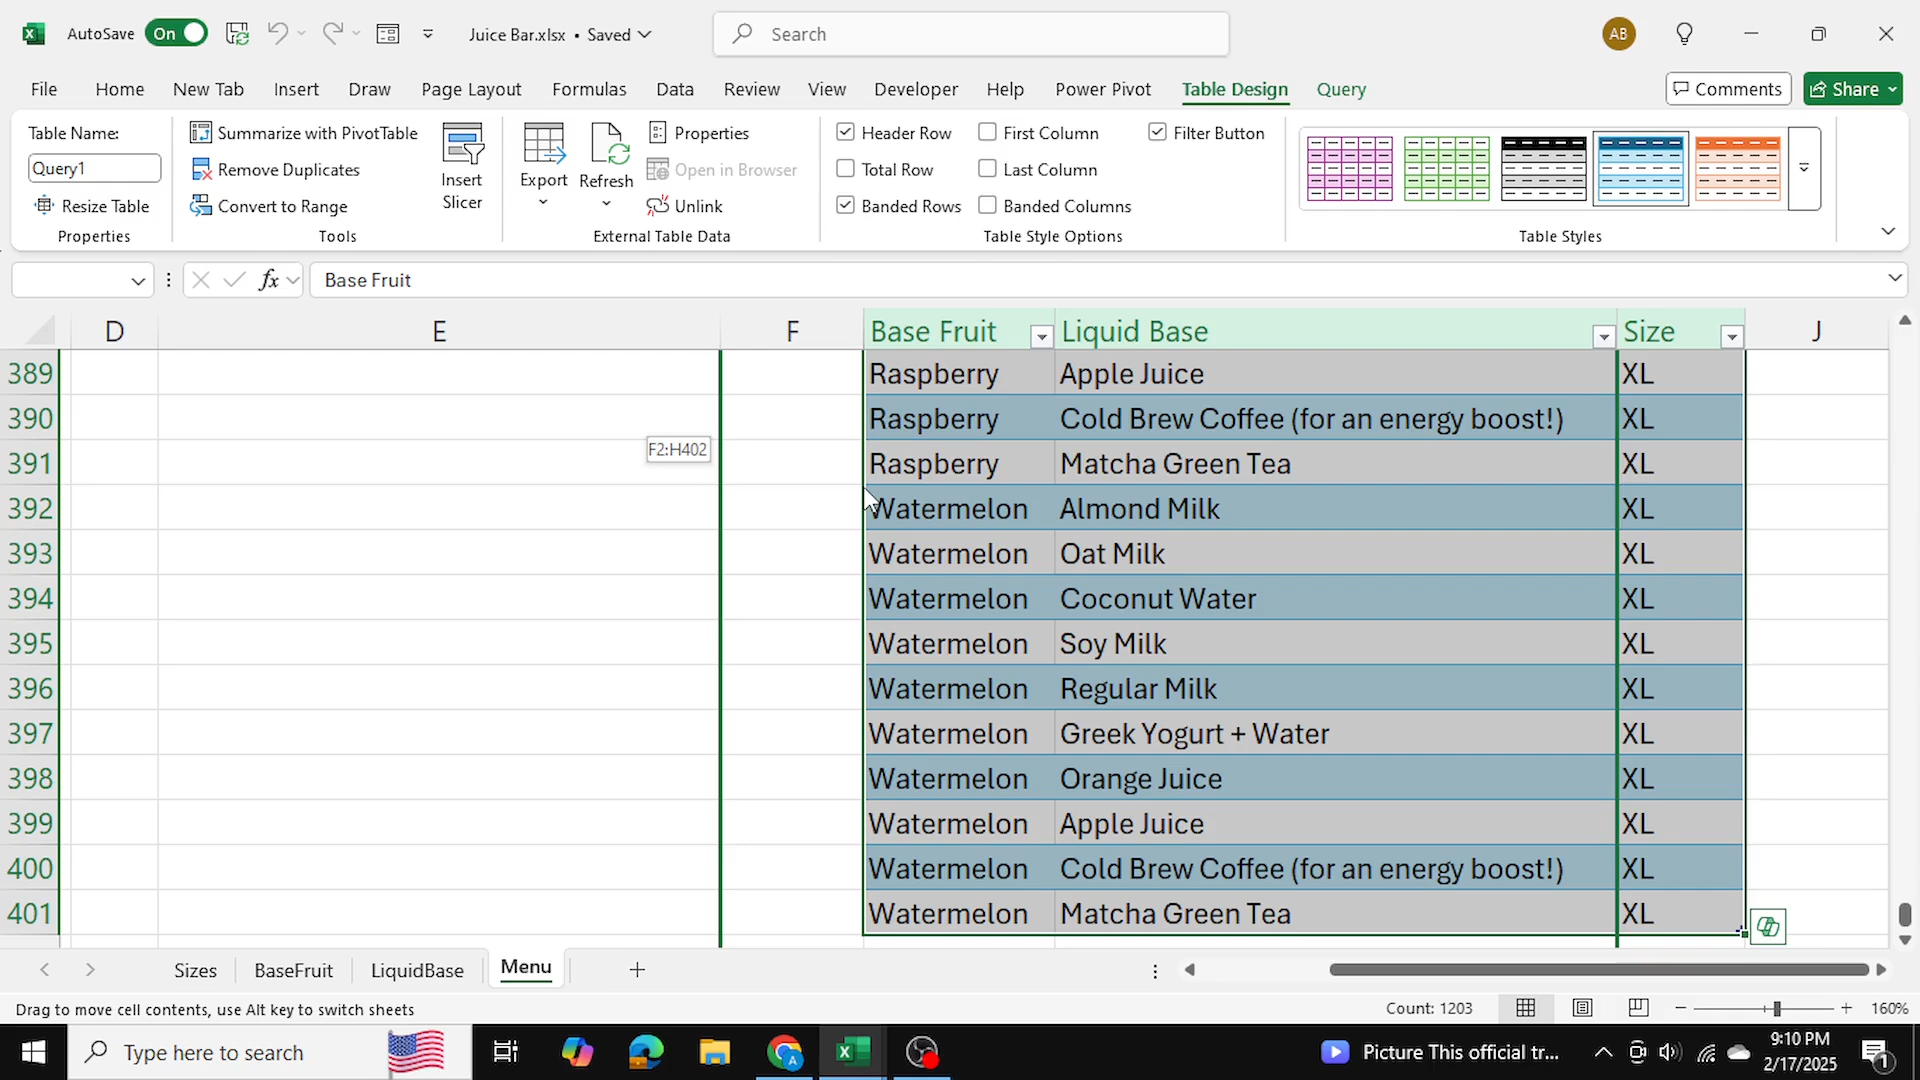 AutoSave On Juice Bar.xlsx • Saved Search AB
File Home New Tab Insert Draw Page Layout Formulas Data Review View Developer Help Power Pivot Table Design Query Comments Share
Table Name: Summarize with PivotTable Properties Header Row First Column Filter Button
Query1 Remove Duplicates Insert Slicer Export Refresh Open in Browser Total Row Last Column
Resize Table Convert to Range Unlink Banded Rows Banded Columns
Properties Tools External Table Data Table Style Options Table Styles
fx Base Fruit
D E F Base Fruit Liquid Base Size J
389 Raspberry Apple Juice XL
390 Raspberry Cold Brew Coffee (for an energy boost!) XL
F2:H402
391 Raspberry Matcha Green Tea XL
392 Watermelon Almond Milk XL
393 Watermelon Oat Milk XL
394 Watermelon Coconut Water XL
395 Watermelon Soy Milk XL
396 Watermelon Regular Milk XL
397 Watermelon Greek Yogurt + Water XL
398 Watermelon Orange Juice XL
399 Watermelon Apple Juice XL
400 Watermelon Cold Brew Coffee (for an energy boost!) XL
401 Watermelon Matcha Green Tea XL
Sizes BaseFruit LiquidBase Menu
Drag to move cell contents, use Alt key to switch sheets Count: 1203 160%
Type here to search Picture This official tr... 9:10 PM
2/17/2025 1